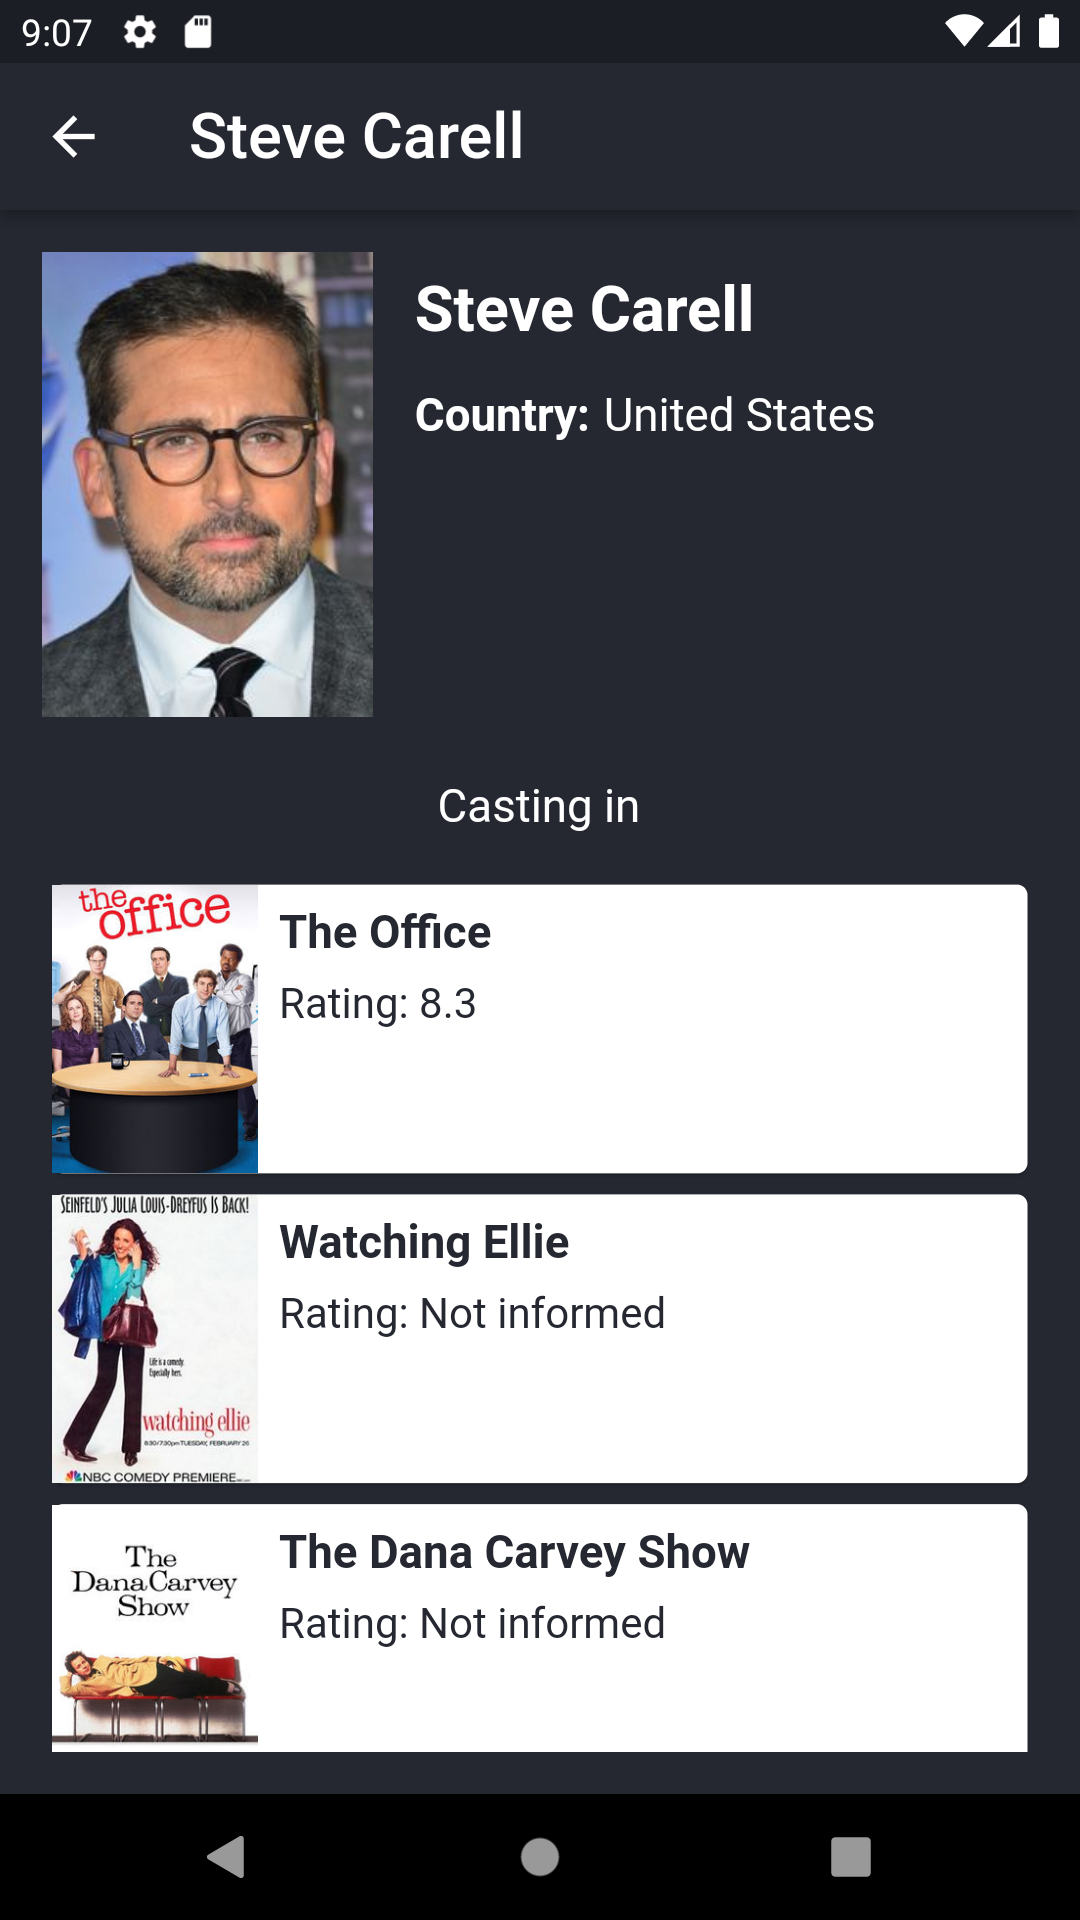 9:07
Steve Carell
Steve Carell
Country: United States
Casting in
the
office
The Office
Rating: 8.3
SEINFELD'S JULIA LOUIS-DREYFUS IS BACK!
Life is a comedy.
Especially hers.
watching ellie
8:30/7:30pm TUESDAY, FEBRUARY 26
NBC COMEDY PREMIERE
Watching Ellie
Rating: Not informed
The
Dana Carvey
Show
The Dana Carvey Show
Rating: Not informed